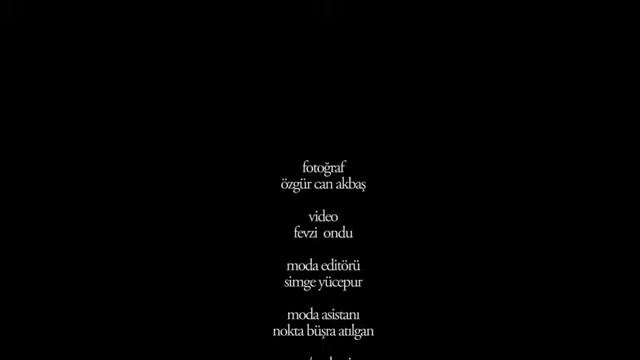 fotoğraf
özgür can akbaş
video
fevzi ondu
moda editörü
simge yücepur
moda asistanı
nokta büşra atılgan